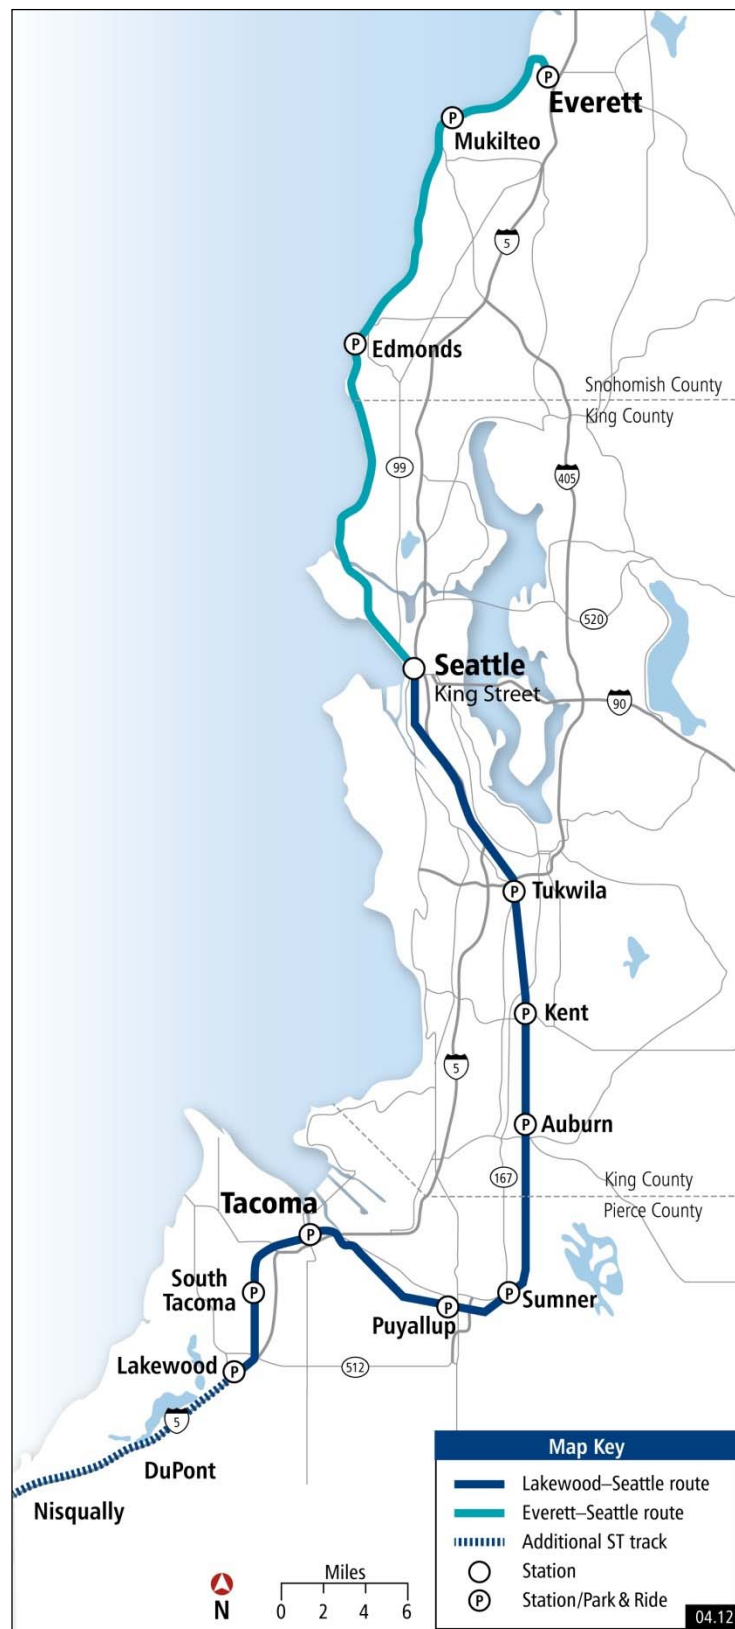 Everett
Mukilteo
5
Edmonds
Snohomish County
King County
99
405
520
Seattle
King Street
90
Tukwila
Kent
5
Auburn
167
King County
Pierce County
Tacoma
South
Tacoma
Sumner
Puyallup
Lakewood
512
5
DuPont
Nisqually
Map Key
Lakewood–Seattle route
Everett–Seattle route
Additional ST track
Station
P Station/Park & Ride
Miles
N
0 2 4 6
04.12
P
P
P
P
P
P
P
P
P
P
P